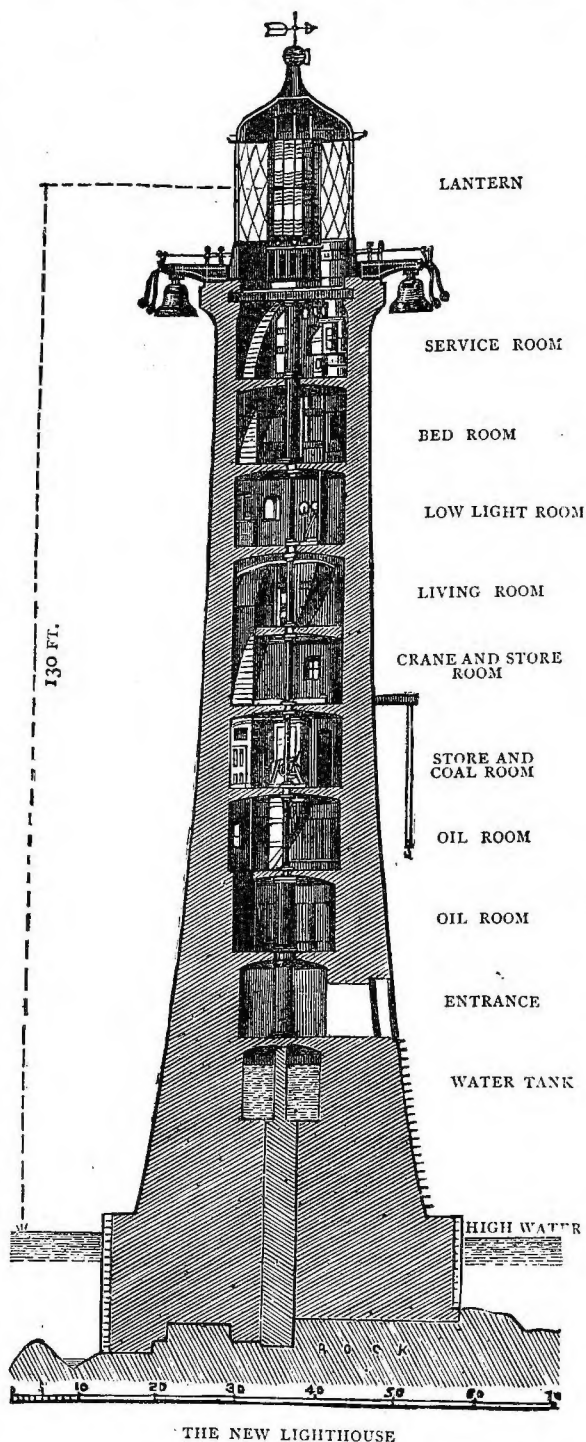 LANTERN
SERVICE ROOM
BED ROOM
LOW LIGHT ROOM
LIVING ROOM
130 FT.
CRANE AND STORE
ROOM
STORE AND
COAL ROOM
OIL ROOM
OIL ROOM
ENTRANCE
WATER TANK
HIGH WATER
ROCK
10 20 30 40 50 60
THE NEW LIGHTHOUSE